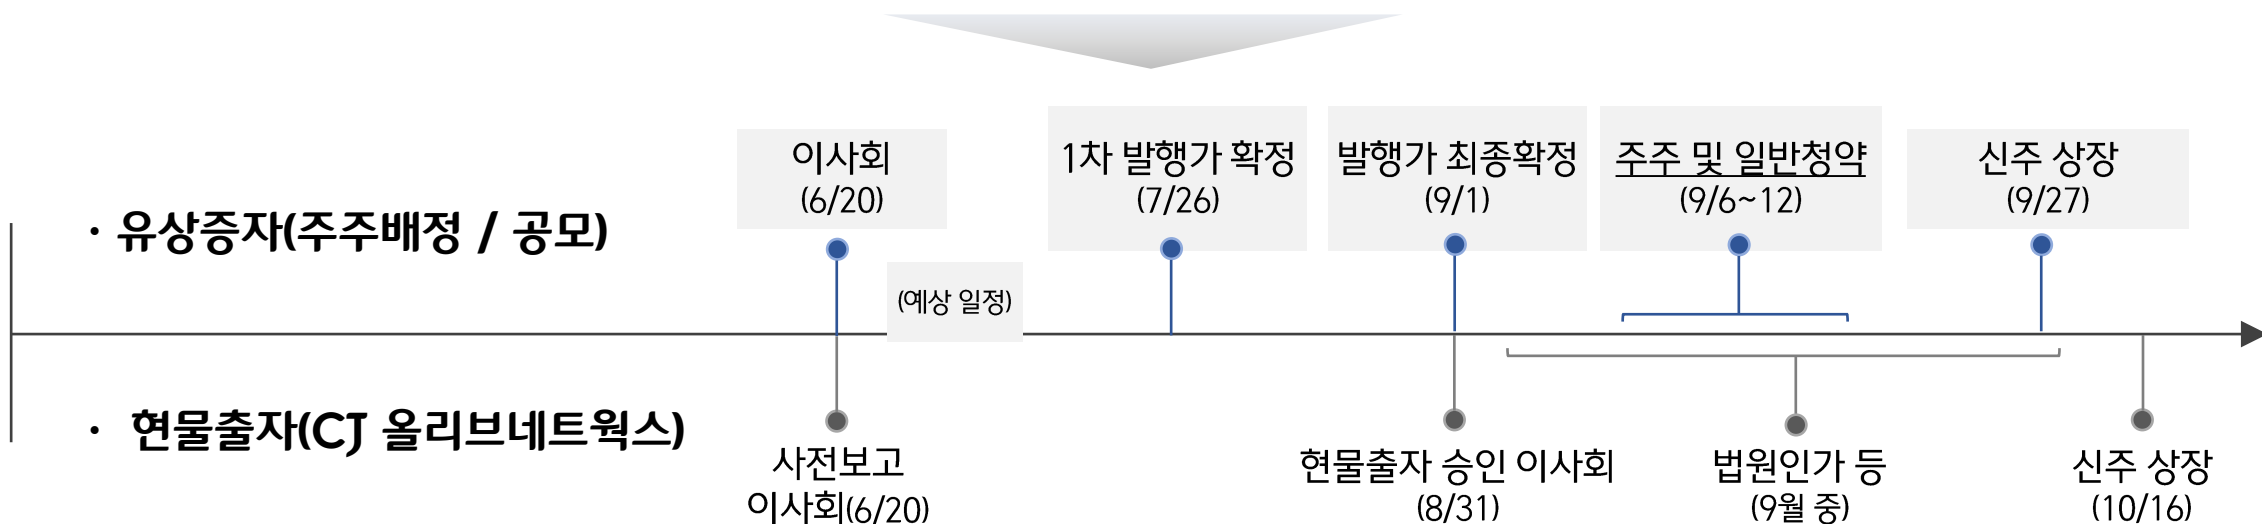 이사회
(6/20)
1차 발행가 확정
(7/26)
발행가 최종확정
(9/1)
주주 및 일반청약
(9/6~12)
신주 상장
(9/27)
· 유상증자(주주배정 / 공모)
(예상 일정)
· 현물출자(CJ 올리브네트웍스)
사전보고
이사회(6/20)
현물출자 승인 이사회
(8/31)
법원인가 등
(9월 중)
신주 상장
(10/16)